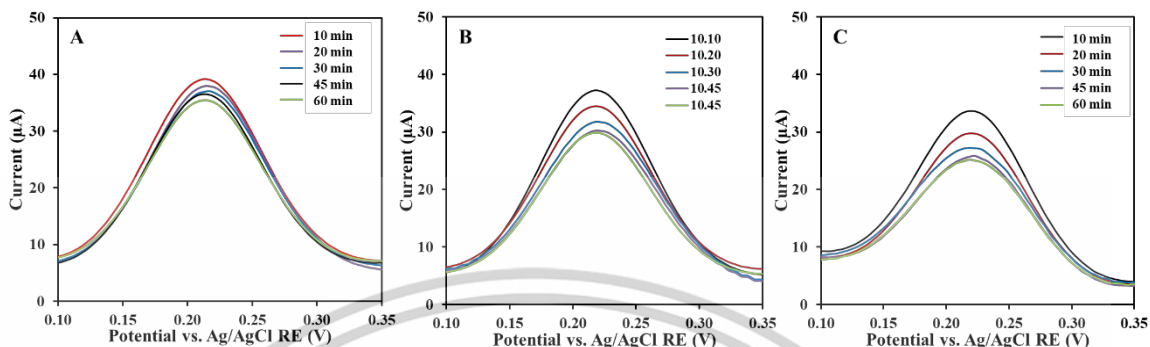 A
50
40
30
20
10
0
Current (µA)
0.10
0.15
0.20
0.25
0.30
0.35
Potential vs. Ag/AgCl RE (V)
10 min
20 min
30 min
45 min
60 min
B
50
40
30
20
10
0
Current (µA)
0.10
0.15
0.20
0.25
0.30
0.35
Potential vs. Ag/AgCl RE (V)
10.10
10.20
10.30
10.45
10.45
C
50
40
30
20
10
0
Current (µA)
0.10
0.15
0.20
0.25
0.30
0.35
Potential vs. Ag/AgCl RE (V)
10 min
20 min
30 min
45 min
60 min